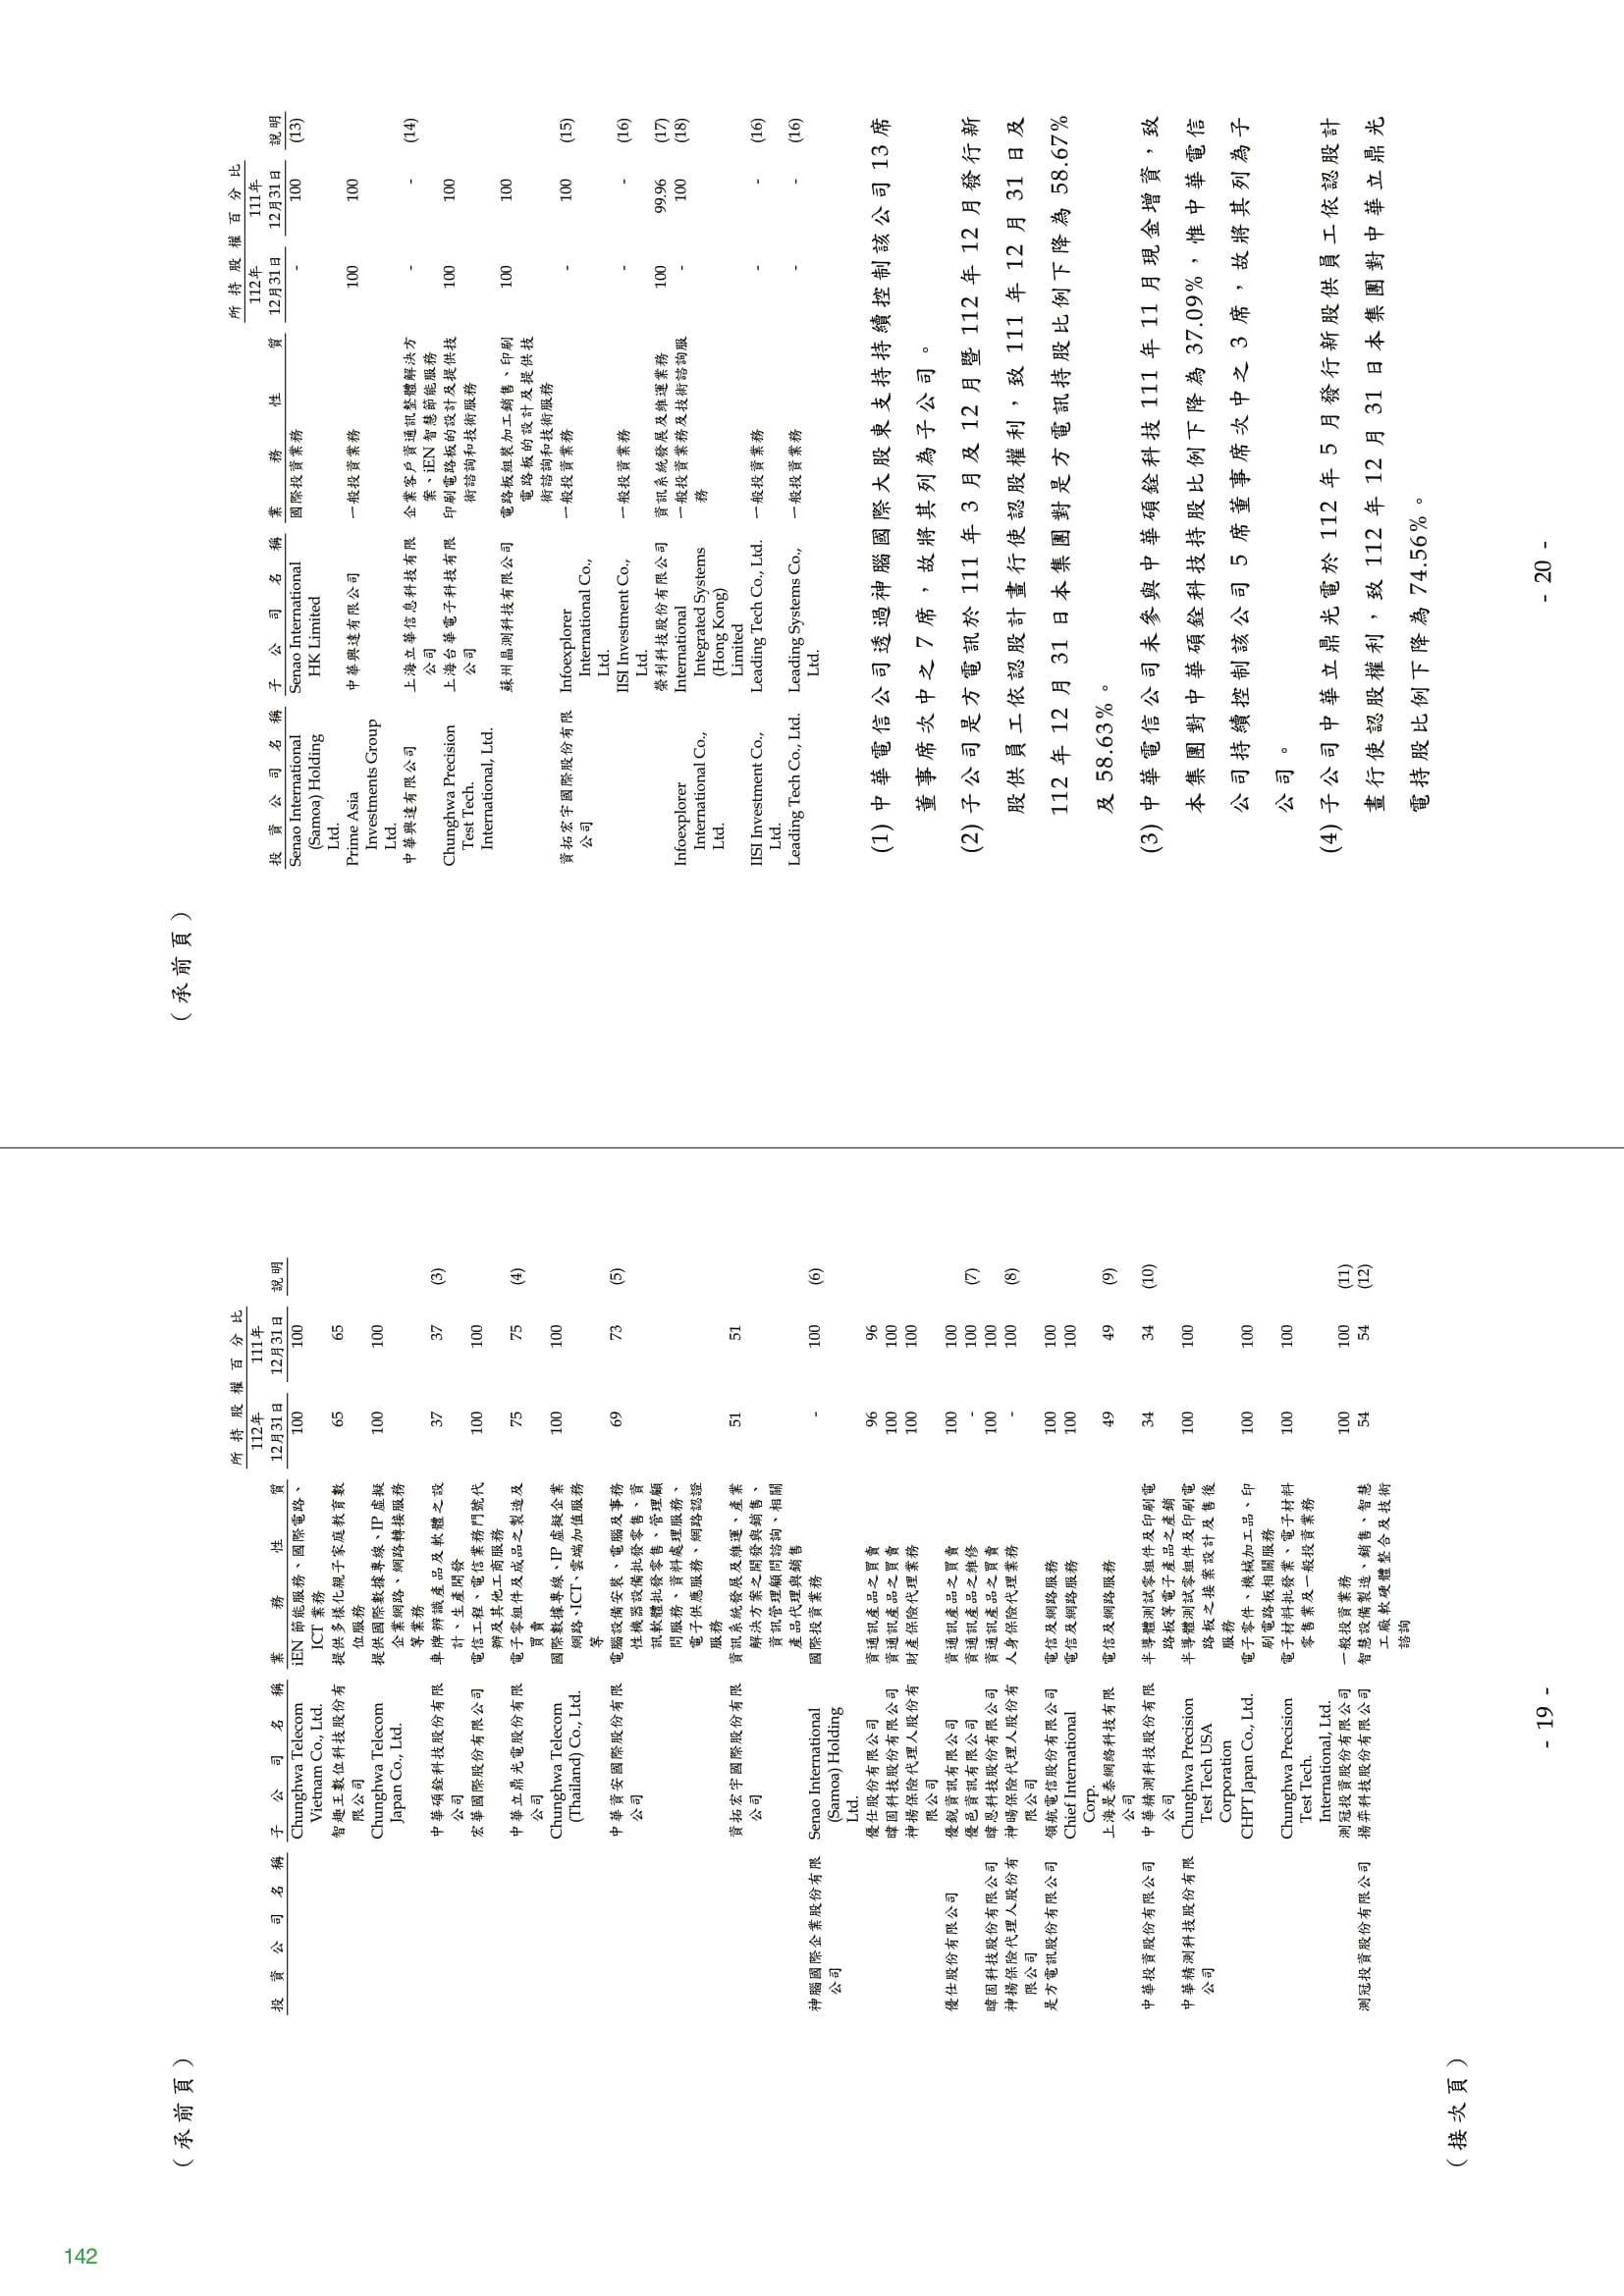 (承前頁)
所持股權百分比
112年 111年
投資公司名稱 子公司名稱 業務性質 12月31日 12月31日 說明
Chunghwa Telecom iEN 節能服務、國際電路、 100 100
Vietnam Co., Ltd. ICT 業務
智趣王數位科技股份有 提供多樣化親子家庭教育數 65 65
限公司 位服務
Chunghwa Telecom 提供國際數據專線、IP 虛擬 100 100
Japan Co., Ltd. 企業網路、網路轉接服務
等業務
中華碩銓科技股份有限 車牌辨識產品及軟體之設 37 37 (3)
公司 計、生產開發
宏華國際股份有限公司 電信工程、電信業務門號代 100 100
辦及其他工商服務
中華立鼎光電股份有限 電子零組件及成品之製造及 75 75 (4)
公司 買賣
Chunghwa Telecom 國際數據專線、IP 虛擬企業 100 100
(Thailand) Co., Ltd. 網路、ICT、雲端加值服務
等
中華資安國際股份有限 電腦設備安裝、電腦及事務 69 73 (5)
公司 性機器設備批發零售、資
訊軟體批發零售、管理顧
問服務、資料處理服務、
電子供應服務、網路認證
服務
資拓宏宇國際股份有限 資訊系統發展及維運、產業 51 51
公司 解決方案之開發與銷售、
資訊管理顧問諮詢、相關
產品代理與銷售
神腦國際企業股份有限 Senao International 國際投資業務 - 100 (6)
公司 (Samoa) Holding
Ltd.
優仕股份有限公司 資通訊產品之買賣 96 96
暐固科技股份有限公司 資通訊產品之買賣 100 100
神揚保險代理人股份有 財產保險代理業務 100 100
限公司
優仕股份有限公司 優銳資訊有限公司 資通訊產品之買賣 100 100
優邑資訊有限公司 資通訊產品之維修 - 100 (7)
暐固科技股份有限公司 暐恩科技股份有限公司 資通訊產品之買賣 100 100
神揚保險代理人股份有 神暘保險代理人股份有 人身保險代理業務 - 100 (8)
限公司 限公司
是方電訊股份有限公司 領航電信股份有限公司 電信及網路服務 100 100
Chief International 電信及網路服務 100 100
Corp.
上海是泰網絡科技有限 電信及網路服務 49 49 (9)
公司
中華投資股份有限公司 中華精測科技股份有限 半導體測試零組件及印刷電 34 34 (10)
公司 路板等電子產品之產銷
中華精測科技股份有限 Chunghwa Precision 半導體測試零組件及印刷電 100 100
公司 Test Tech USA 路板之接案設計及售後
Corporation 服務
CHPT Japan Co., Ltd. 電子零件、機械加工品、印 100 100
刷電路板相關服務
Chunghwa Precision 電子材料批發業、電子材料 100 100
Test Tech. 零售業及一般投資業務
International, Ltd.
測冠投資股份有限公司 一般投資業務 100 100 (11)
測冠投資股份有限公司 揚弈科技股份有限公司 智慧設備製造、銷售、智慧 54 54 (12)
工廠軟硬體整合及技術
諮詢
(接次頁)
- 19 -
(承前頁)
所持股權百分比
112年 111年
投資公司名稱 子公司名稱 業務性質 12月31日 12月31日 說明
Senao International Senao International 國際投資業務 - 100 (13)
(Samoa) Holding HK Limited
Ltd.
Prime Asia 中華興達有限公司 一般投資業務 100 100
Investments Group
Ltd.
中華興達有限公司 上海立華信息科技有限 企業客戶資通訊整體解決方 - - (14)
公司 案、iEN 智慧節能服務
Chunghwa Precision 上海台華電子科技有限 印刷電路板的設計及提供技 100 100
Test Tech. 公司 術諮詢和技術服務
International, Ltd.
蘇州晶測科技有限公司 電路板組裝加工銷售、印刷 100 100
電路板的設計及提供技
術諮詢和技術服務
資拓宏宇國際股份有限 Infoexplorer 一般投資業務 - 100 (15)
公司 International Co.,
Ltd.
IISI Investment Co., 一般投資業務 - - (16)
Ltd.
榮利科技股份有限公司 資訊系統發展及維運業務 100 99.96 (17)
Infoexplorer International 一般投資業務及技術諮詢服 - 100 (18)
International Co., Integrated Systems 務
Ltd. (Hong Kong)
Limited
IISI Investment Co., Leading Tech Co., Ltd. 一般投資業務 - - (16)
Ltd.
Leading Tech Co., Ltd. Leading Systems Co., 一般投資業務 - - (16)
Ltd.
(1) 中華電信公司透過神腦國際大股東支持持續控制該公司 13 席
董事席次中之 7 席，故將其列為子公司。
(2) 子公司是方電訊於 111 年 3 月及 12 月暨 112 年 12 月發行新
股供員工依認股計畫行使認股權利，致 111 年 12 月 31 日及
112 年 12 月 31 日本集團對是方電訊持股比例下降為 58.67%
及 58.63%。
(3) 中華電信公司未參與中華碩銓科技 111 年 11 月現金增資，致
本集團對中華碩銓科技持股比例下降為 37.09%，惟中華電信
公司持續控制該公司 5 席董事席次中之 3 席，故將其列為子
公司。
(4) 子公司中華立鼎光電於 112 年 5 月發行新股供員工依認股計
畫行使認股權利，致 112 年 12 月 31 日本集團對中華立鼎光
電持股比例下降為 74.56%。
- 20 -
142